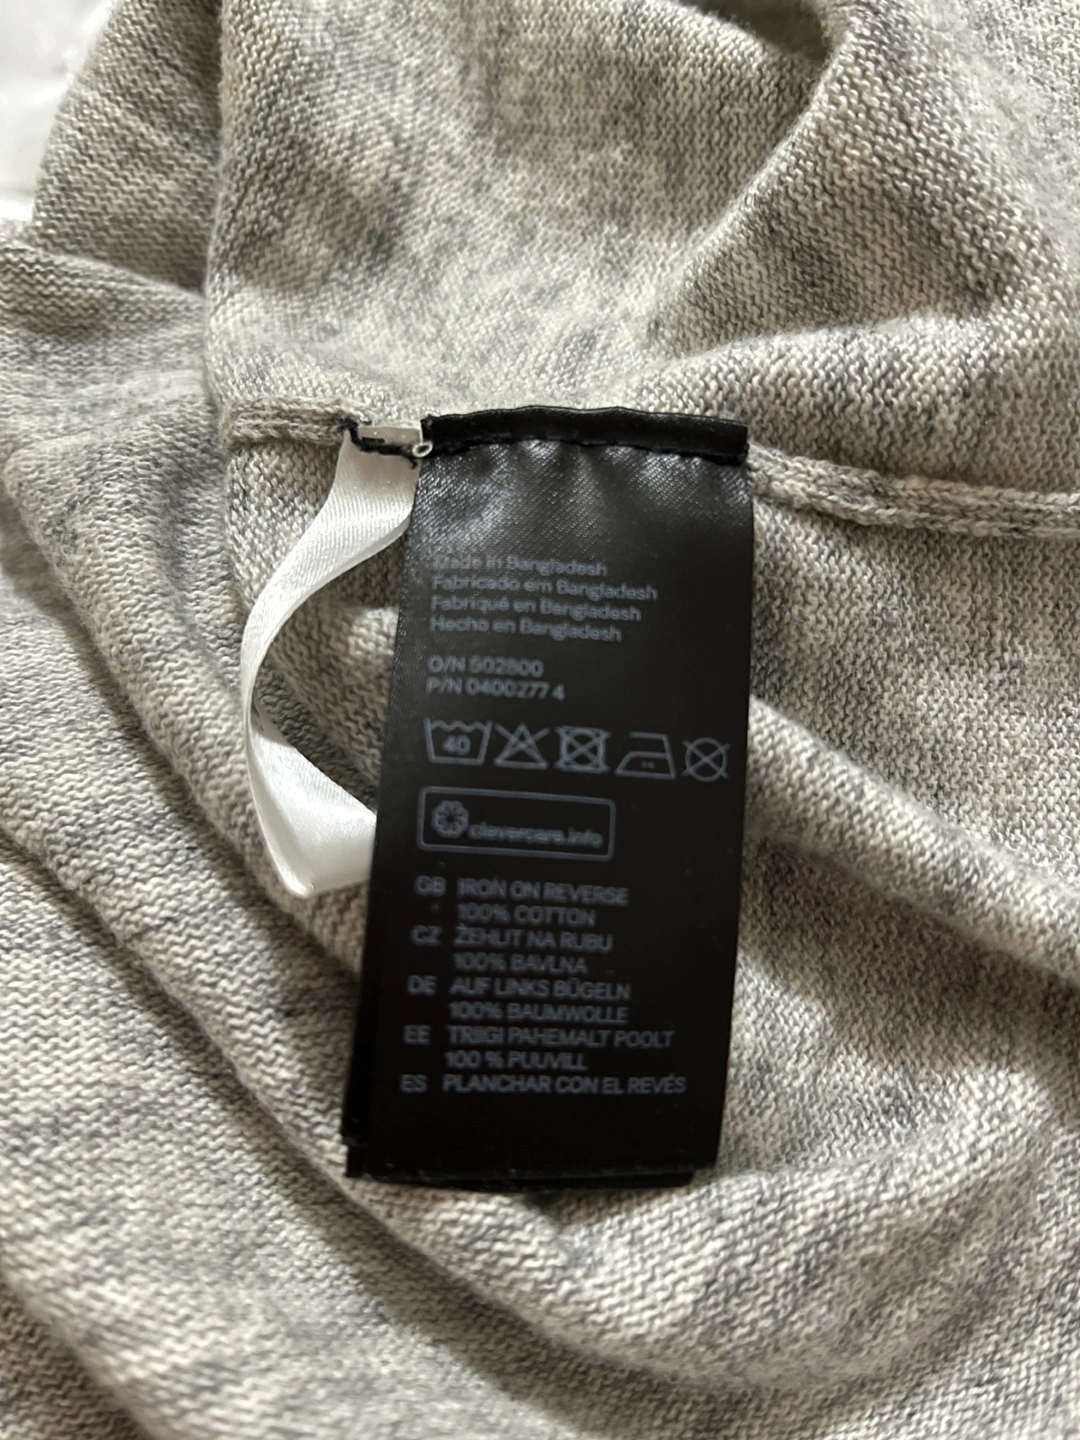 Made in Bangladesh
Fabricado em Bangladesh
Fabriqué en Bangladesh
Hecho en Bangladesh
O/N 502800
P/N 0400277 4
40
clevercare.info
GB IRON ON REVERSE
100% COTTON
CZ ŽEHLIT NA RUBU
100% BAVLNA
DE AUF LINKS BÜGELN
100% BAUMWOLLE
EE TRIIGI PAHEMALT POOLT
100 % PUUVILL
ES PLANCHAR CON EL REVÉS